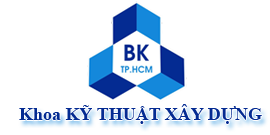 BK
TP.HCM
Khoa KỸ THUẬT XÂY DỰNG